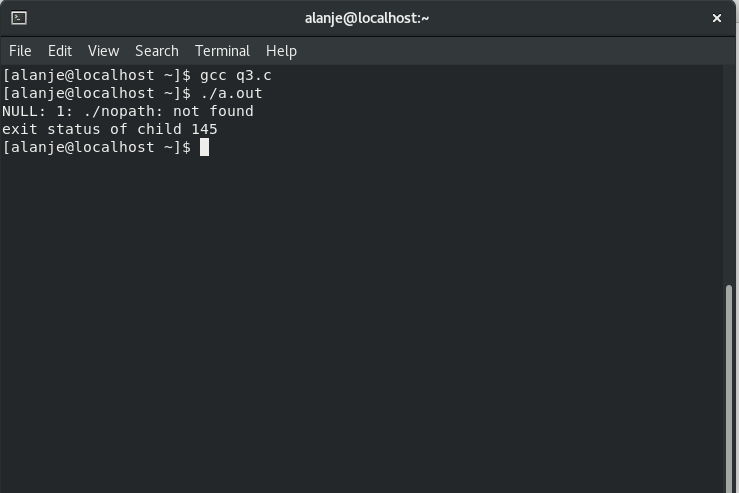 alanje@localhost:~
File Edit View Search Terminal Help
[alanje@localhost ~]$ gcc q3.c
[alanje@localhost ~]$ ./a.out
NULL: 1: ./nopath: not found
exit status of child 145
[alanje@localhost ~]$